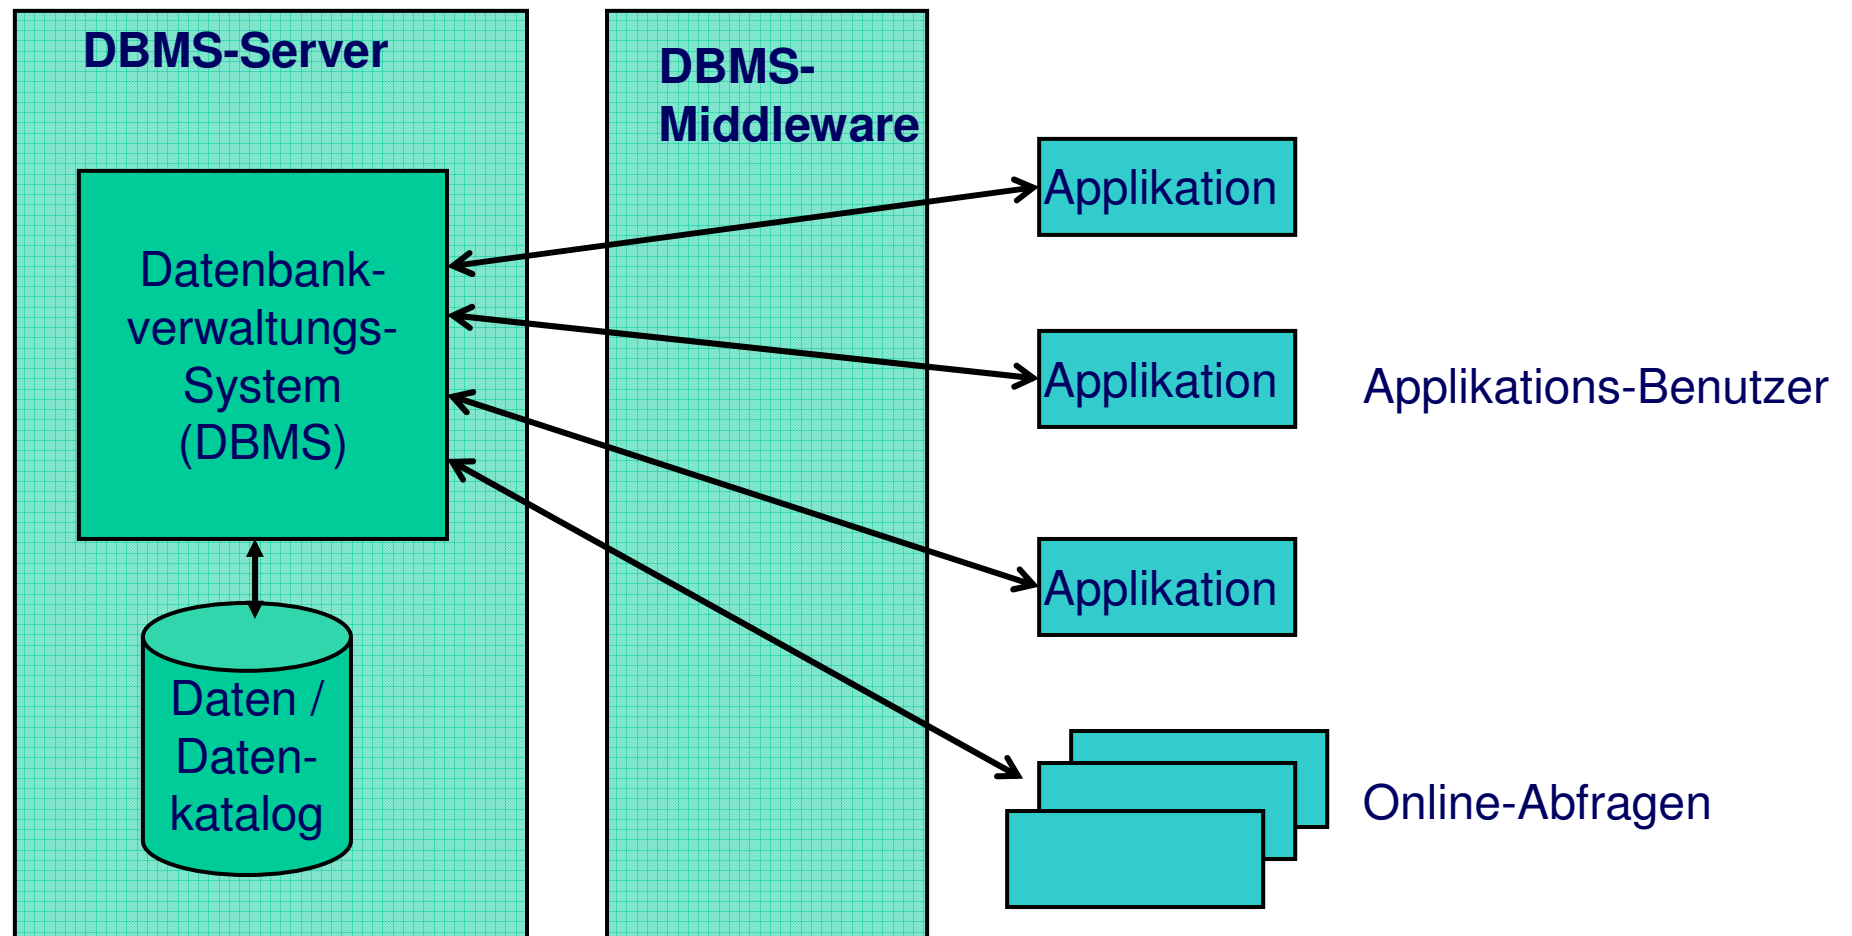 DBMS-Server
Datenbank-
verwaltungs-
System
(DBMS)
Daten /
Daten-
katalog
DBMS-
Middleware
Applikation
Applikation
Applikation
Applikations-Benutzer
Online-Abfragen